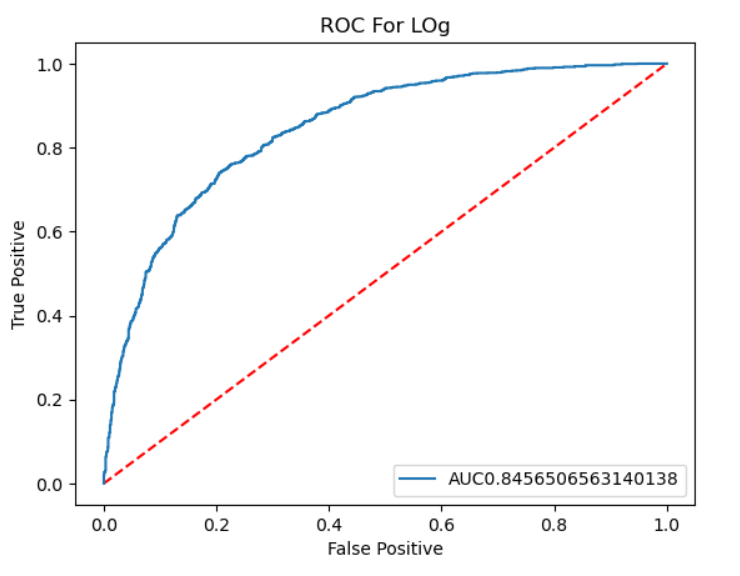 ROC For LOg
True Positive
1.0
0.8
0.6
0.4
0.2
0.0
AUC0.8456506563140138
0.0 0.2 0.4 0.6 0.8 1.0
False Positive